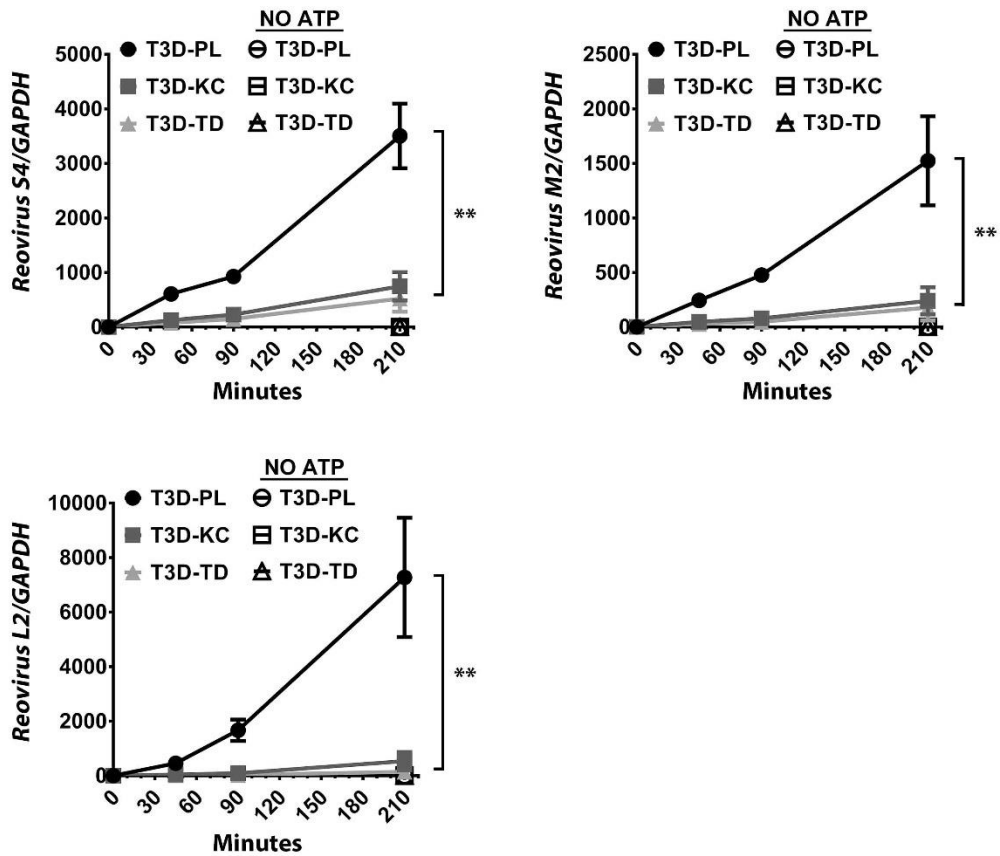 NO ATP
5000 T3D-PL T3D-PL
4000 T3D-KC T3D-KC
T3D-TD T3D-TD
3000
2000
1000
0
Reovirus S4/GAPDH
**
0 30 60 90 120 150 180 210
Minutes
NO ATP
2500 T3D-PL T3D-PL
2000 T3D-KC T3D-KC
T3D-TD T3D-TD
1500
1000
500
0
Reovirus M2/GAPDH
**
0 30 60 90 120 150 180 210
Minutes
NO ATP
10000 T3D-PL T3D-PL
8000 T3D-KC T3D-KC
T3D-TD T3D-TD
6000
4000
2000
0
Reovirus L2/GAPDH
**
0 30 60 90 120 150 180 210
Minutes